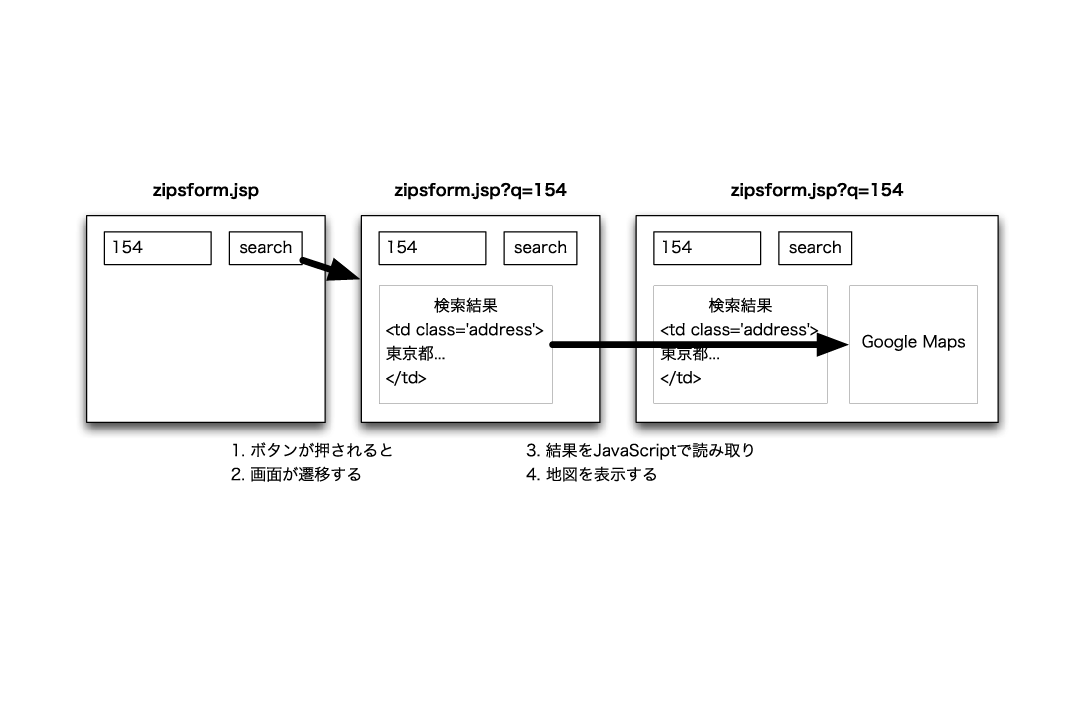 zipsform.jsp
154
search
zipsform.jsp?q=154
154
search
検索結果
<td class='address'>
東京都...
</td>
zipsform.jsp?q=154
154
search
検索結果
<td class='address'>
東京都...
</td>
Google Maps
1. ボタンが押されると
2. 画面が遷移する
3. 結果をJavaScriptで読み取り
4. 地図を表示する